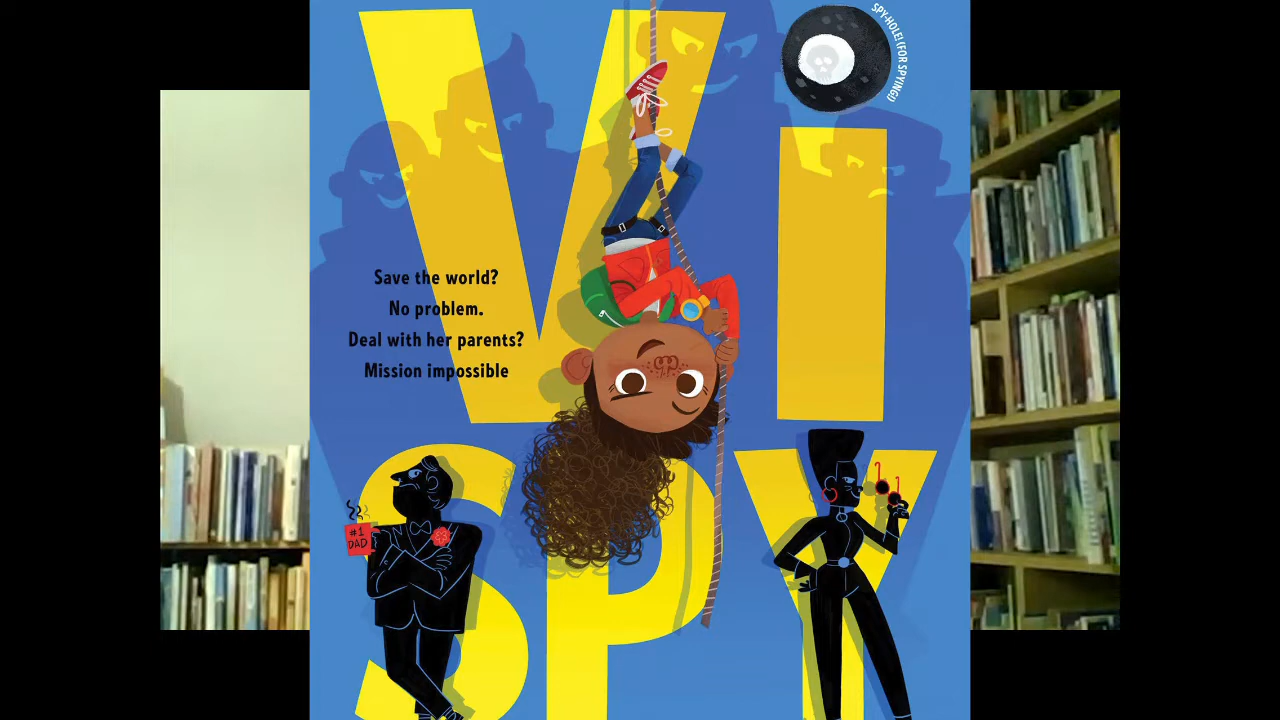 Vi
SPY-HOLE! (FOR SPYING!)
Save the world?
No problem.
Deal with her parents?
Mission impossible
SPY
#1
DAD